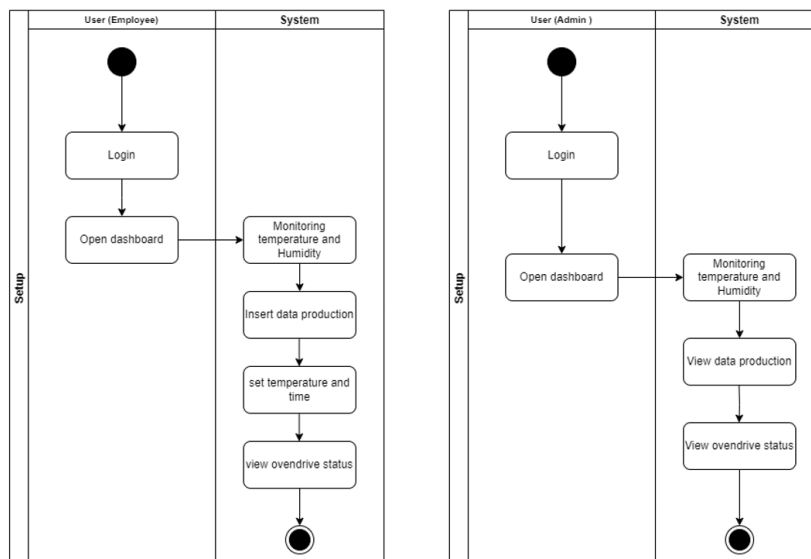 User (Employee)
System
Setup
Login
Open dashboard
Monitoring
temperature and
Humidity
Insert data production
set temperature and
time
view ovendrive status
User (Admin )
System
Setup
Login
Open dashboard
Monitoring
temperature and
Humidity
View data production
View ovendrive status